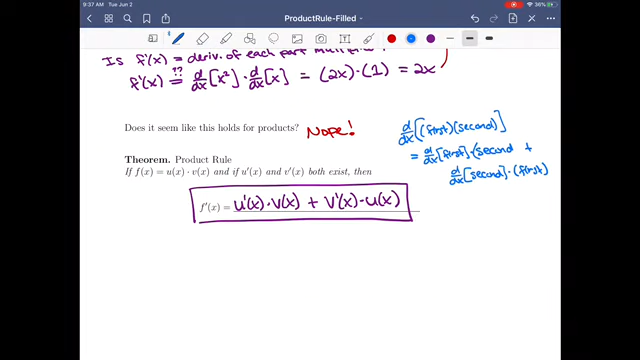 9:37 AM Tue Jun 2
36%
ProductRule-Filled
Is f'(x) = deriv. of each part
f'(x) ?? = d/dx [x²] · d/dx [x] = (2x)·(1) = 2x
Does it seem like this holds for products? Nope!
Theorem. Product Rule
If f(x) = u(x) · v(x) and if u'(x) and v'(x) both exist, then
f'(x) = u'(x)·v(x) + v'(x)·u(x)
d/dx [(first)(second)]
= d/dx [first]·(second +
d/dx [second]·(first)